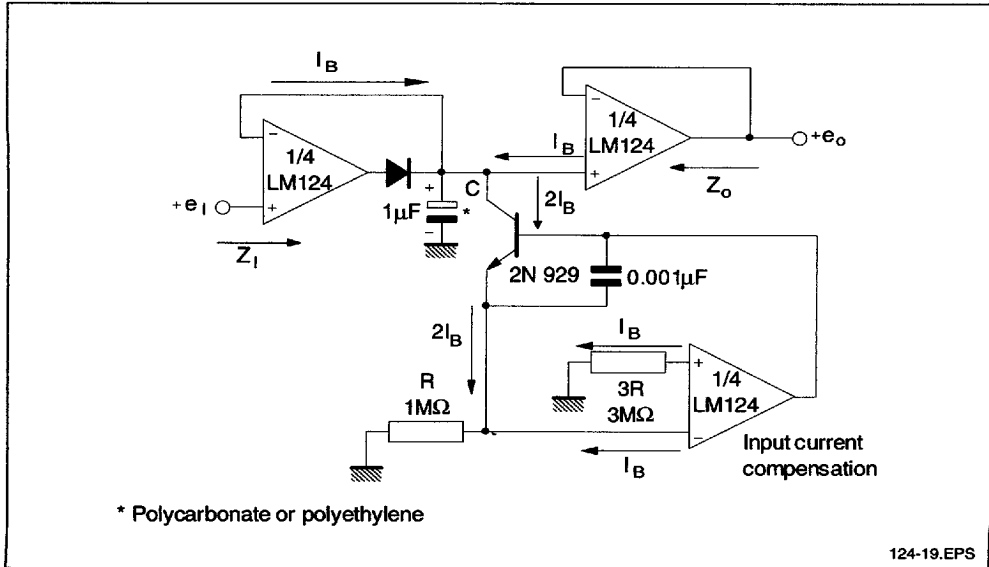 I_B
−
1/4
LM124
+
+e_I
Z_I
+
1µF
*
−
C
I_B
2I_B
−
1/4
LM124
+
+e_o
Z_o
2N 929
0.001µF
2I_B
R
1MΩ
I_B
3R
3MΩ
+
1/4
LM124
−
I_B
Input current
compensation
* Polycarbonate or polyethylene
124-19.EPS